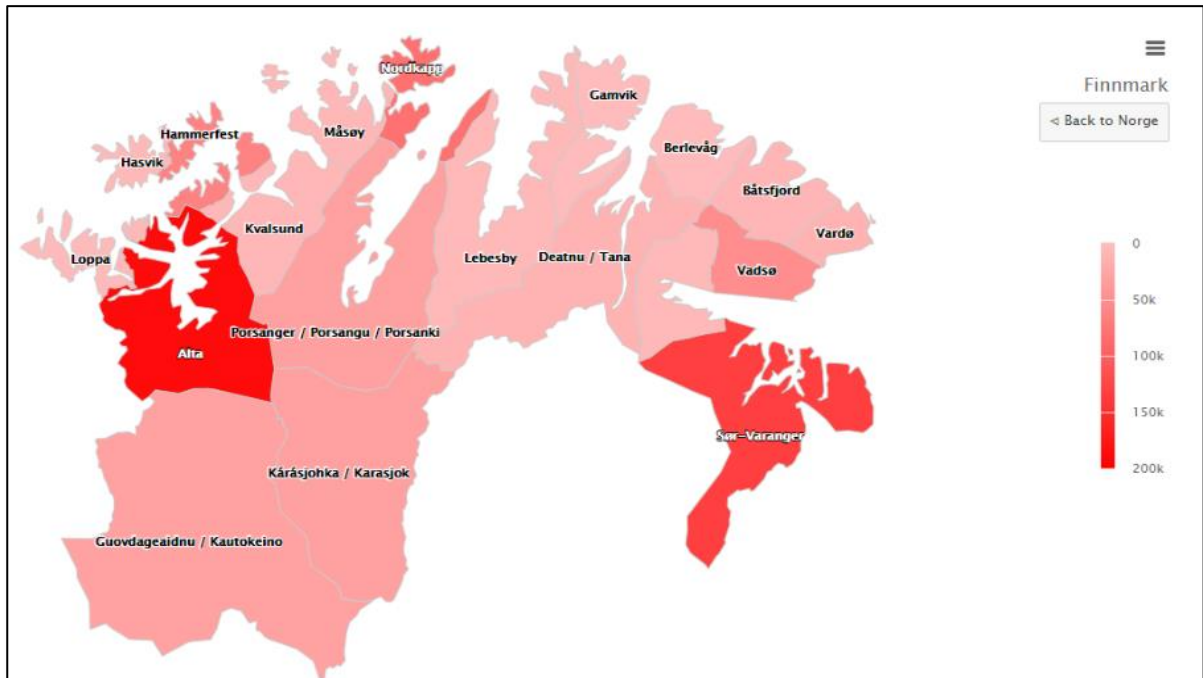 Finnmark
◃ Back to Norge
Nordkapp
Gamvik
Hammerfest
Måsøy
Berlevåg
Hasvik
Båtsfjord
Kvalsund
Vardø
Loppa
Lebesby
Deatnu / Tana
Vadsø
Porsanger / Porsangu / Porsanki
Alta
Sør-Varanger
Kárásjohka / Karasjok
Guovdageaidnu / Kautokeino
0
50k
100k
150k
200k